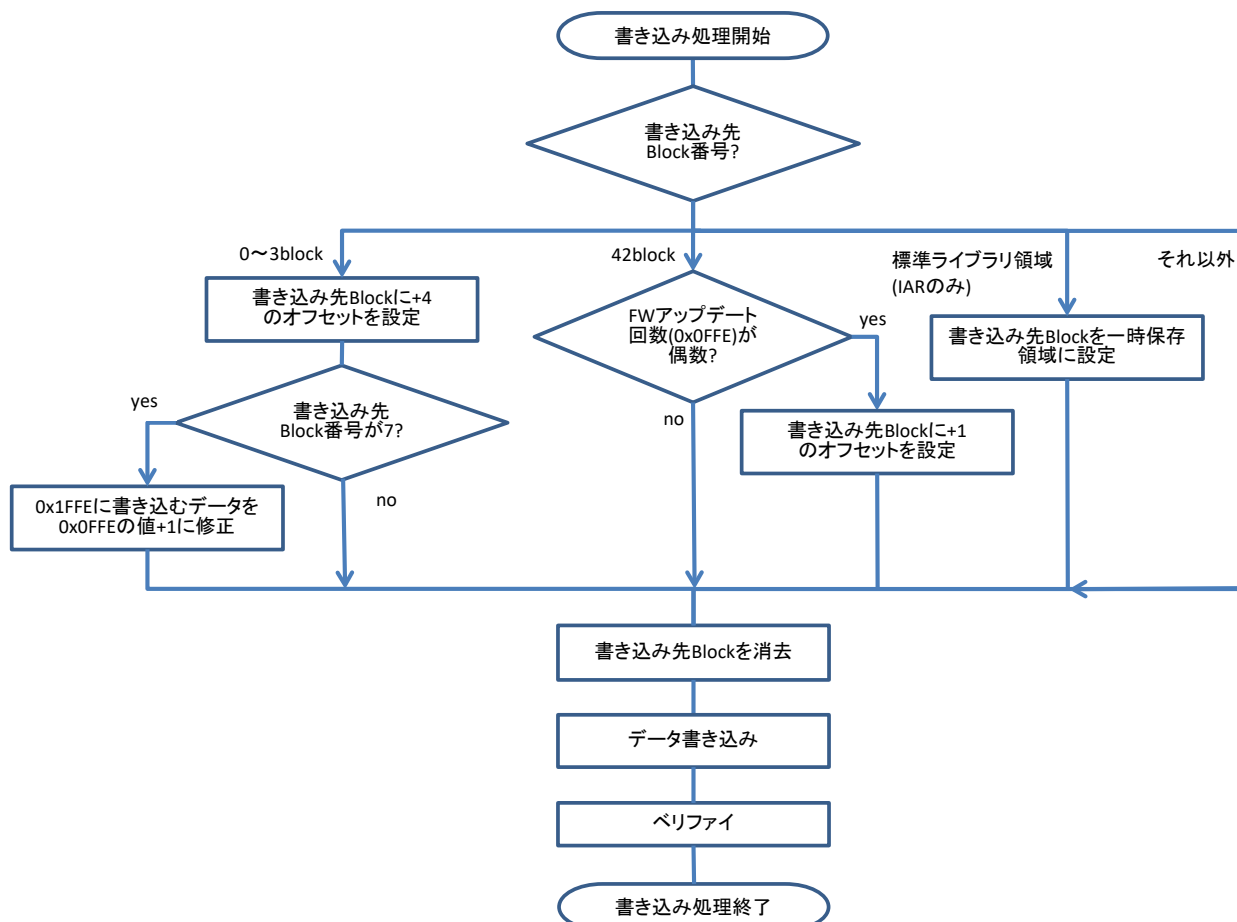 書き込み処理開始
書き込み先
Block番号?
0～3block
42block
標準ライブラリ領域
(IARのみ)
それ以外
書き込み先Blockに+4
のオフセットを設定
FWアップデート
回数(0x0FFE)が
偶数?
yes
書き込み先Blockを一時保存
領域に設定
yes
書き込み先
Block番号が7?
no
no
書き込み先Blockに+1
のオフセットを設定
0x1FFEに書き込むデータを
0x0FFEの値+1に修正
書き込み先Blockを消去
データ書き込み
ベリファイ
書き込み処理終了